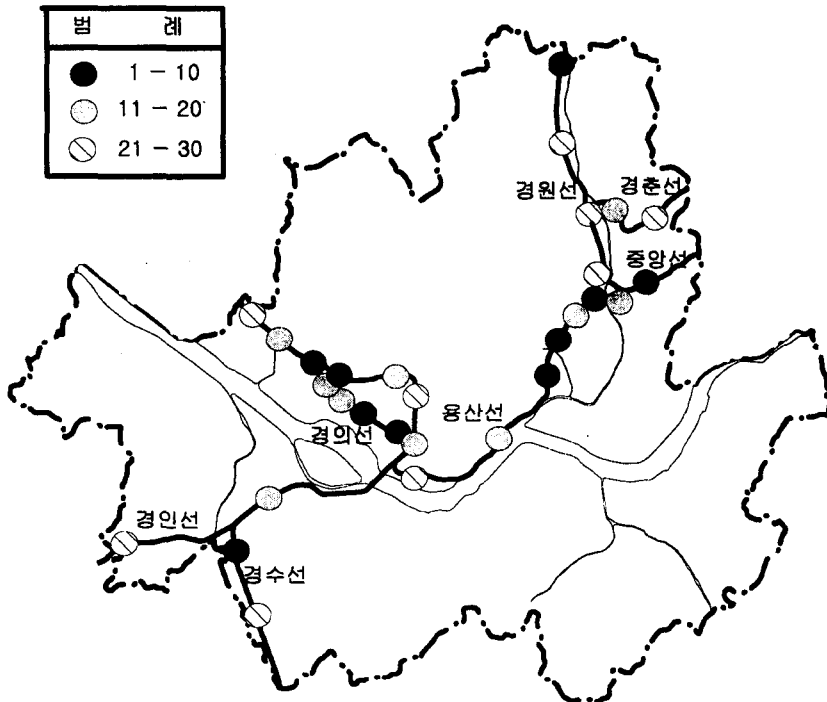 범 례
1 - 10
11 - 20
21 - 30
경원선
경춘선
중앙선
용산선
경의선
경인선
경수선